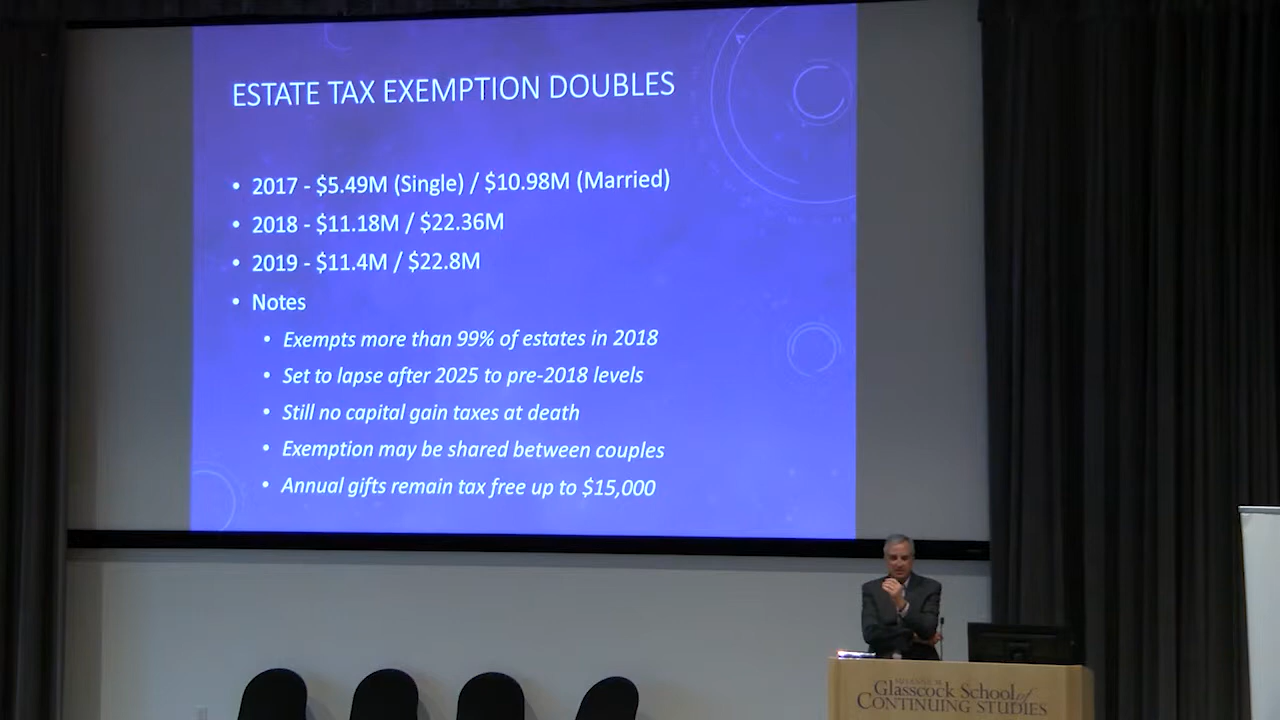 ESTATE TAX EXEMPTION DOUBLES
• 2017 - $5.49M (Single) / $10.98M (Married)
• 2018 - $11.18M / $22.36M
• 2019 - $11.4M / $22.8M
• Notes
• Exempts more than 99% of estates in 2018
• Set to lapse after 2025 to pre-2018 levels
• Still no capital gain taxes at death
• Exemption may be shared between couples
• Annual gifts remain tax free up to $15,000
Glasscock School of
CONTINUING STUDIES